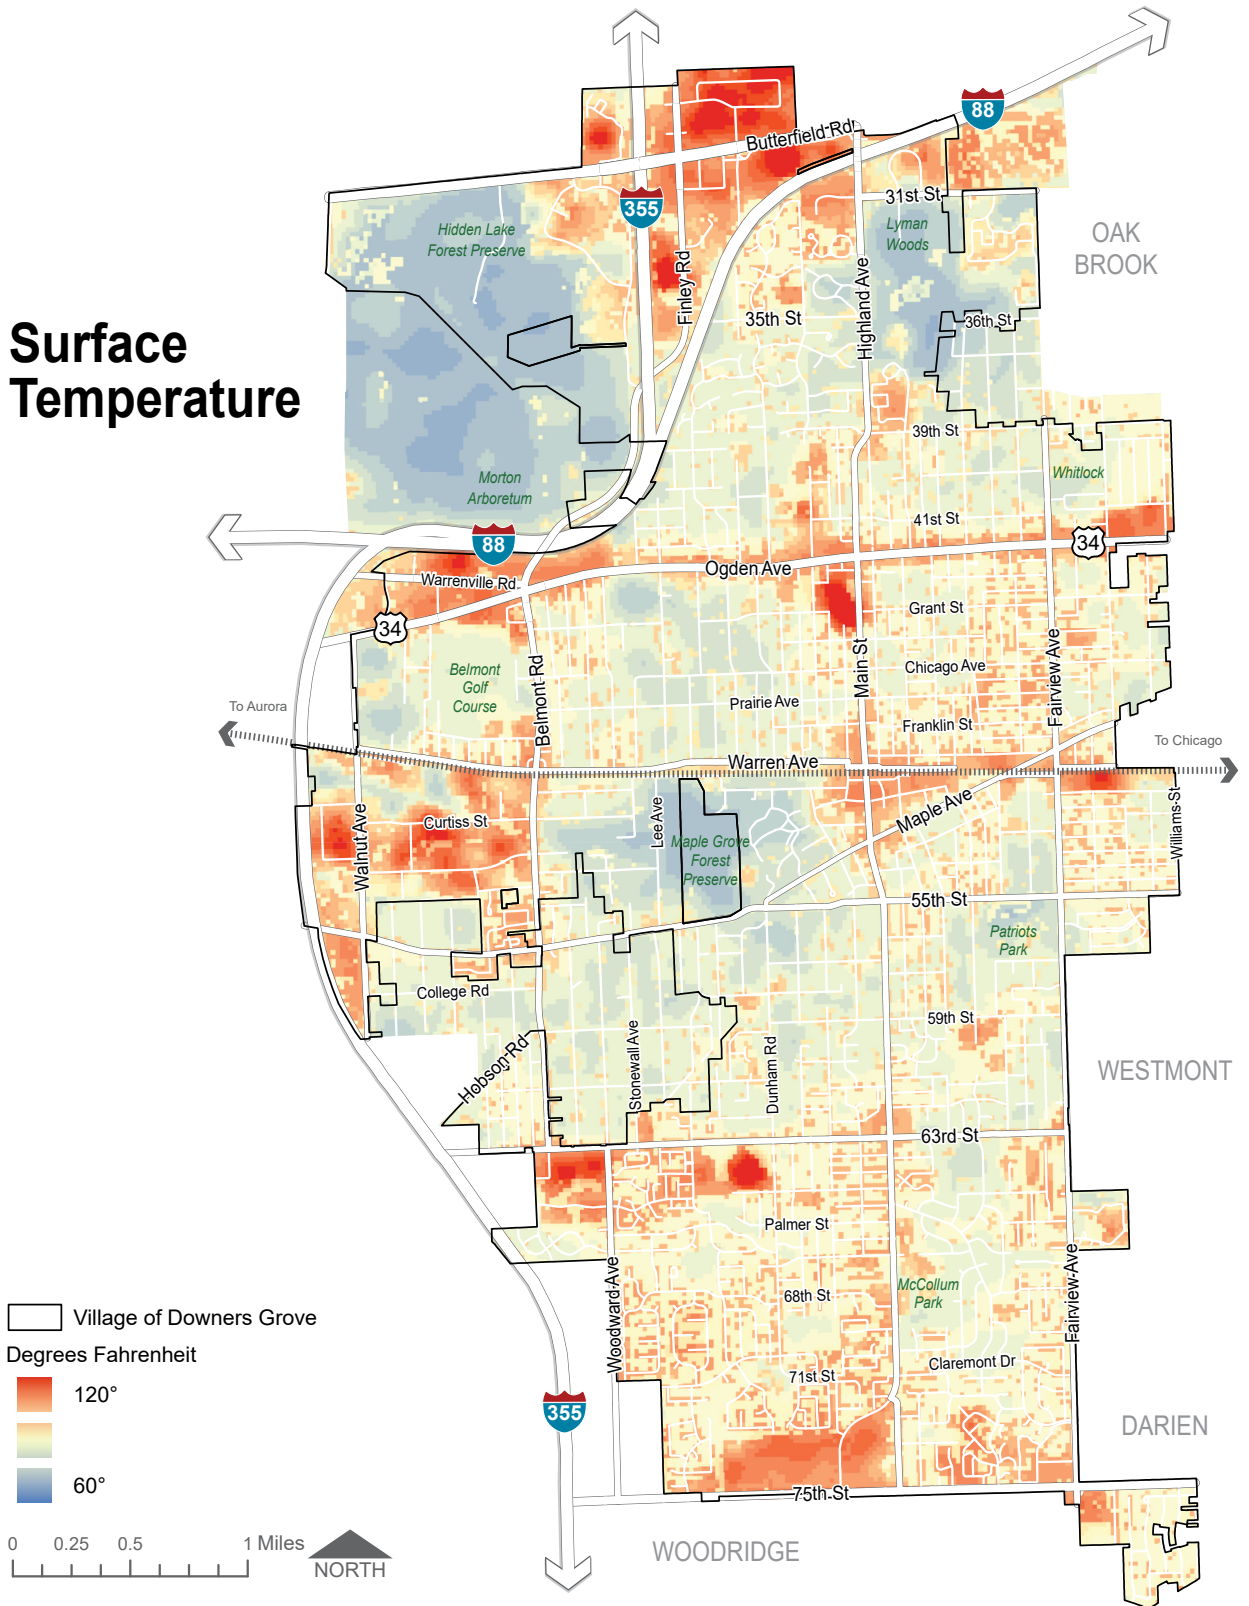 88
Butterfield Rd
31st St
355
Hidden Lake
Forest Preserve
Lyman
Woods
OAK
BROOK
Finley Rd
Highland Ave
35th St
36th St
Surface
Temperature
39th St
Whitlock
Morton
Arboretum
41st St
88
34
Ogden Ave
Warrenville Rd
Grant St
34
Main St
Fairview Ave
Chicago Ave
Belmont
Golf
Course
Belmont Rd
Prairie Ave
To Aurora
Franklin St
To Chicago
Warren Ave
Maple Ave
Lee Ave
Curtiss St
Walnut Ave
Williams St
Maple Grove
Forest
Preserve
55th St
Patriots
Park
College Rd
59th St
Hobson Rd
Stonewall Ave
Dunham Rd
WESTMONT
63rd St
Palmer St
Woodward Ave
Fairview Ave
McCollum
Park
68th St
Village of Downers Grove
Degrees Fahrenheit
Claremont Dr
71st St
120°
355
DARIEN
60°
75th St
0 0.25 0.5 1 Miles
NORTH
WOODRIDGE